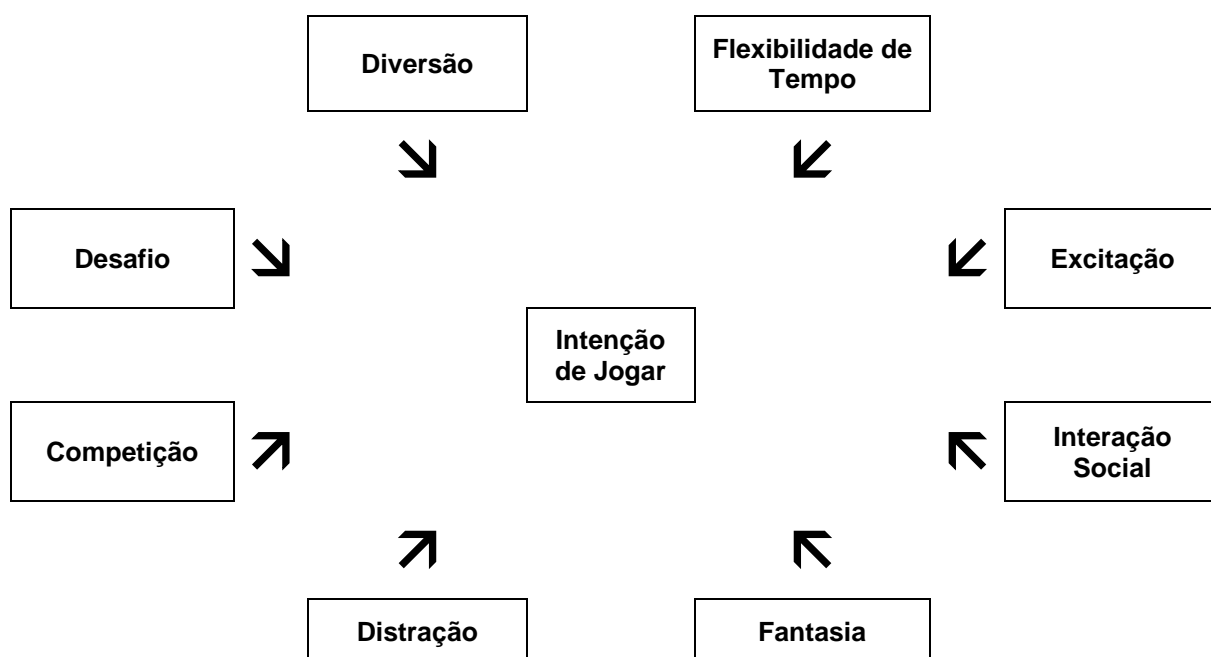 Diversão
Flexibilidade de
Tempo
Desafio
Excitação
Intenção
de Jogar
Competição
Interação
Social
Distração
Fantasia